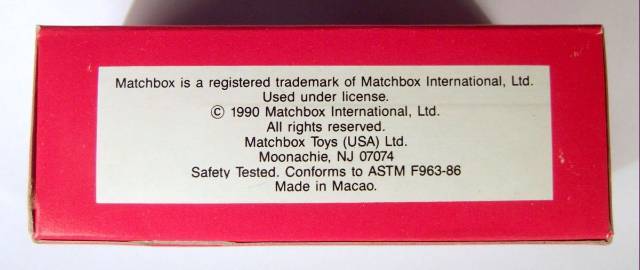 Matchbox is a registered trademark of Matchbox International, Ltd.
Used under license.
© 1990 Matchbox International, Ltd.
All rights reserved.
Matchbox Toys (USA) Ltd.
Moonachie, NJ 07074
Safety Tested. Conforms to ASTM F963-86
Made in Macao.